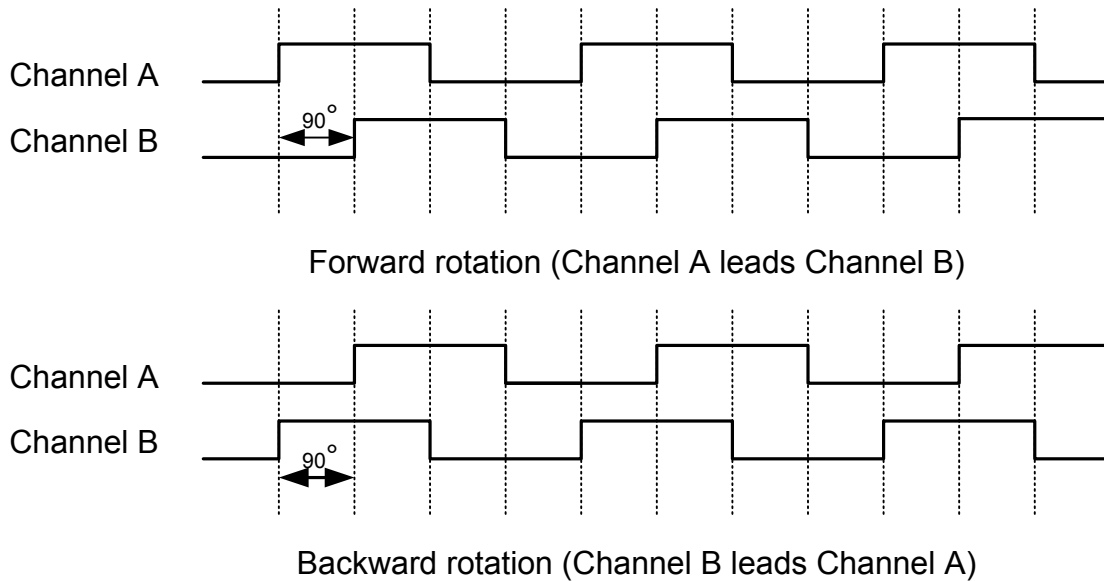 Channel A
90°
Channel B
Forward rotation (Channel A leads Channel B)
Channel A
Channel B
90°
Backward rotation (Channel B leads Channel A)